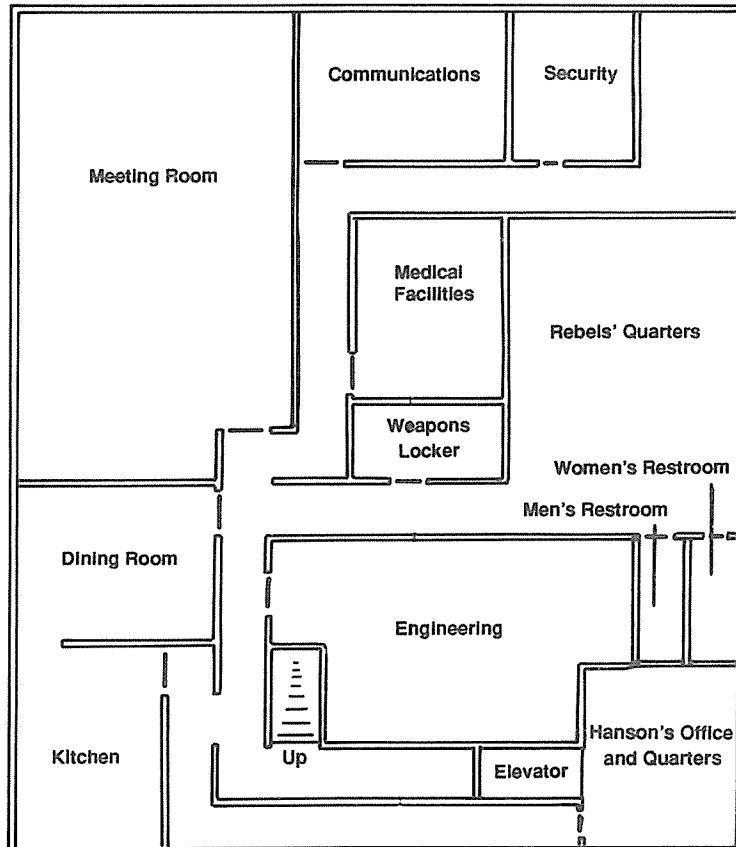 Communications
Security
Meeting Room
Medical
Facilities
Rebels' Quarters
Weapons
Locker
Women's Restroom
Men's Restroom
Dining Room
Engineering
Hanson's Office
and Quarters
Kitchen
Up
Elevator